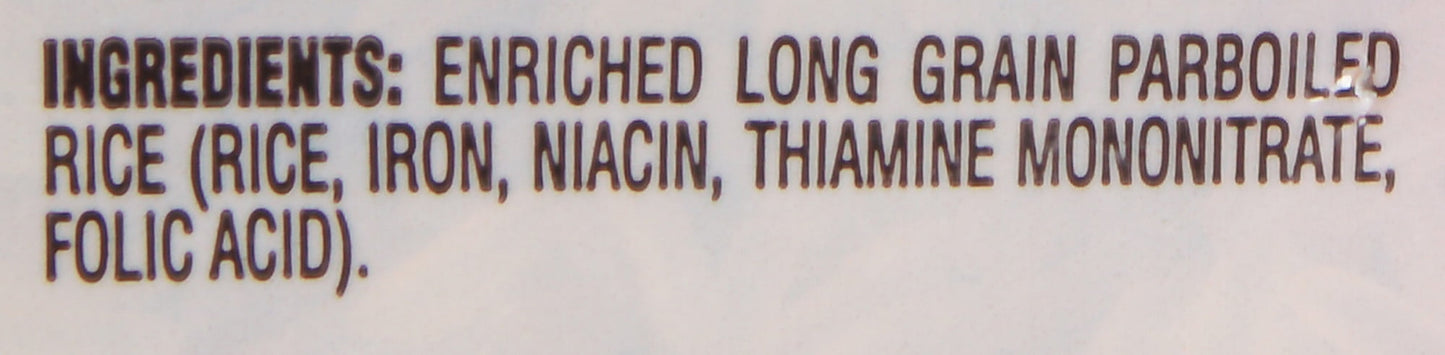 INGREDIENTS: ENRICHED LONG GRAIN PARBOILED
RICE (RICE, IRON, NIACIN, THIAMINE MONONITRATE,
FOLIC ACID).